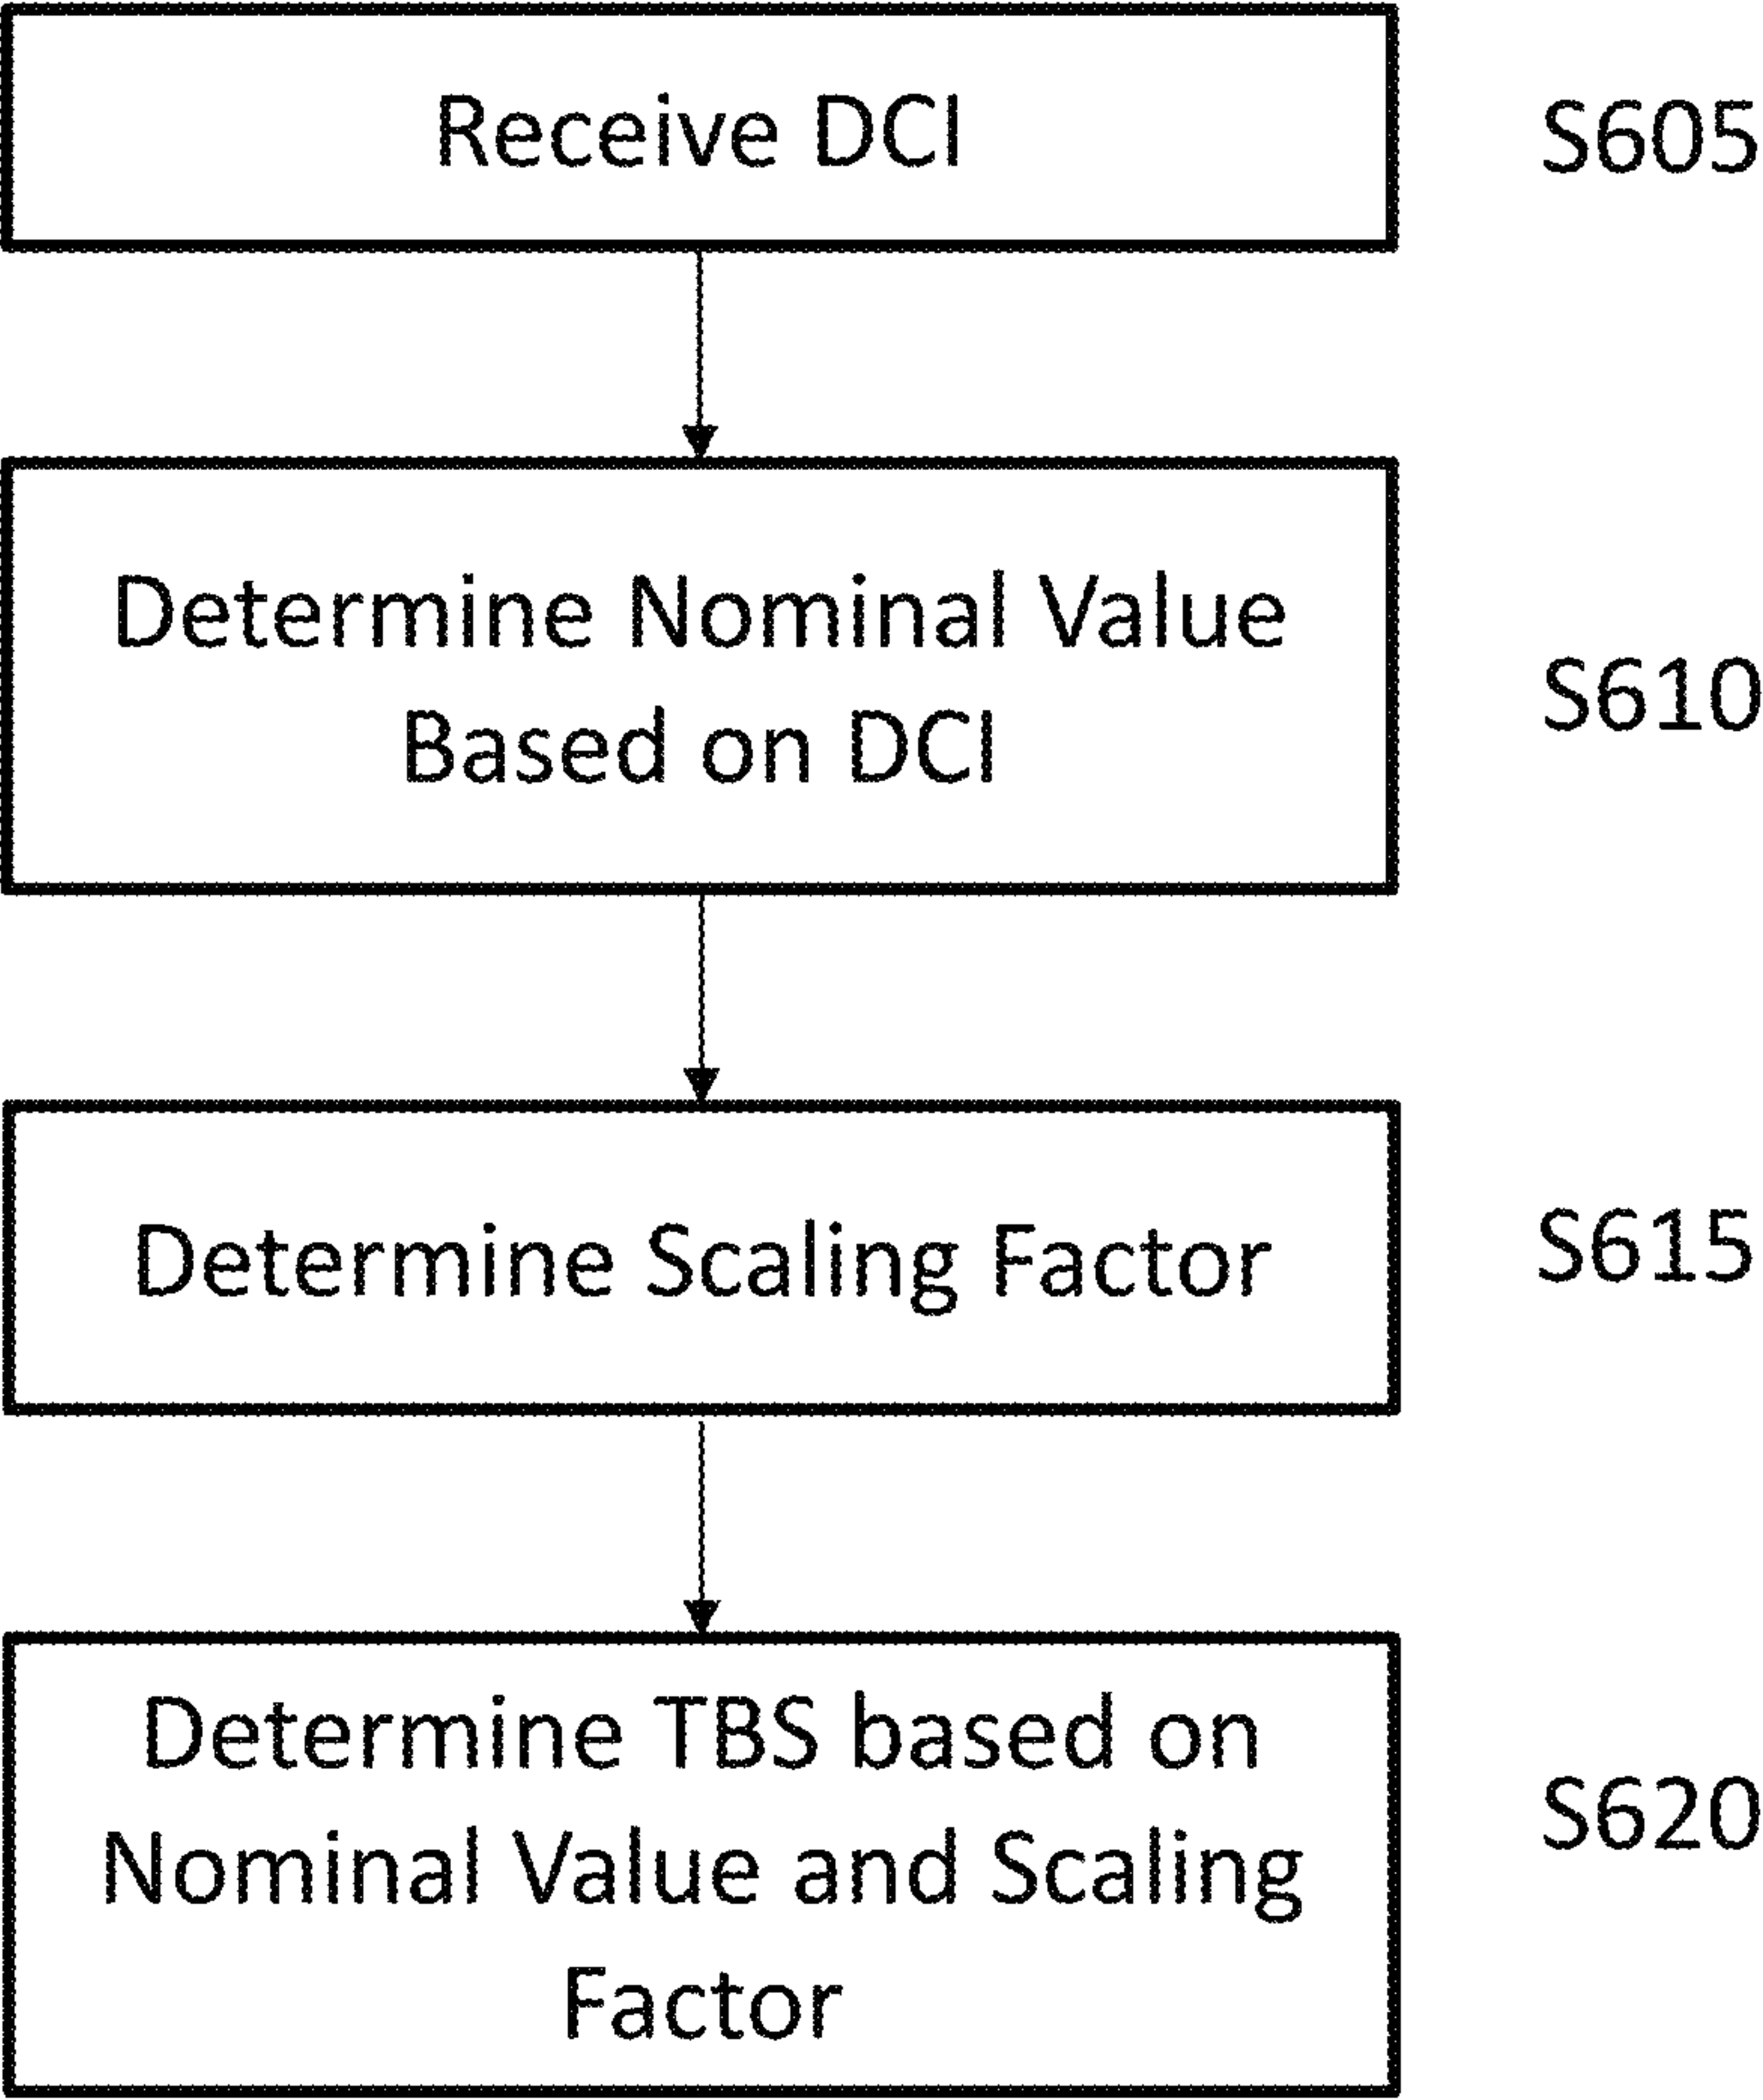 Receive DCI
S605
Determine Nominal Value
Based on DCI
S610
Determine Scaling Factor
S615
Determine TBS based on
Nominal Value and Scaling
Factor
S620